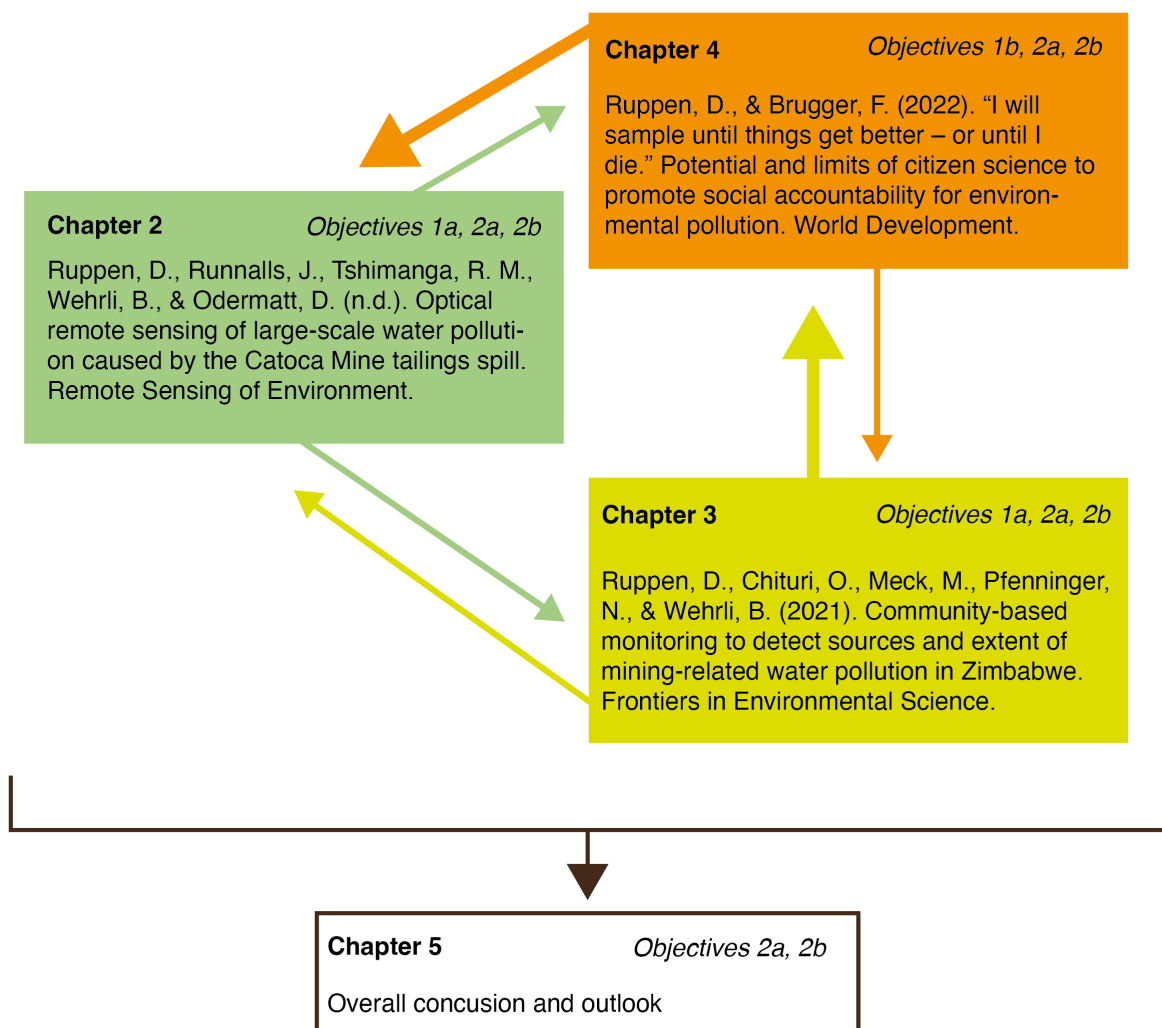 Chapter 4 Objectives 1b, 2a, 2b
Ruppen, D., & Brugger, F. (2022). “I will
sample until things get better – or until I
die.” Potential and limits of citizen science to
promote social accountability for environ-
mental pollution. World Development.
Chapter 2 Objectives 1a, 2a, 2b
Ruppen, D., Runnalls, J., Tshimanga, R. M.,
Wehrli, B., & Odermatt, D. (n.d.). Optical
remote sensing of large-scale water polluti-
on caused by the Catoca Mine tailings spill.
Remote Sensing of Environment.
Chapter 3 Objectives 1a, 2a, 2b
Ruppen, D., Chituri, O., Meck, M., Pfenninger,
N., & Wehrli, B. (2021). Community-based
monitoring to detect sources and extent of
mining-related water pollution in Zimbabwe.
Frontiers in Environmental Science.
Chapter 5 Objectives 2a, 2b
Overall concusion and outlook